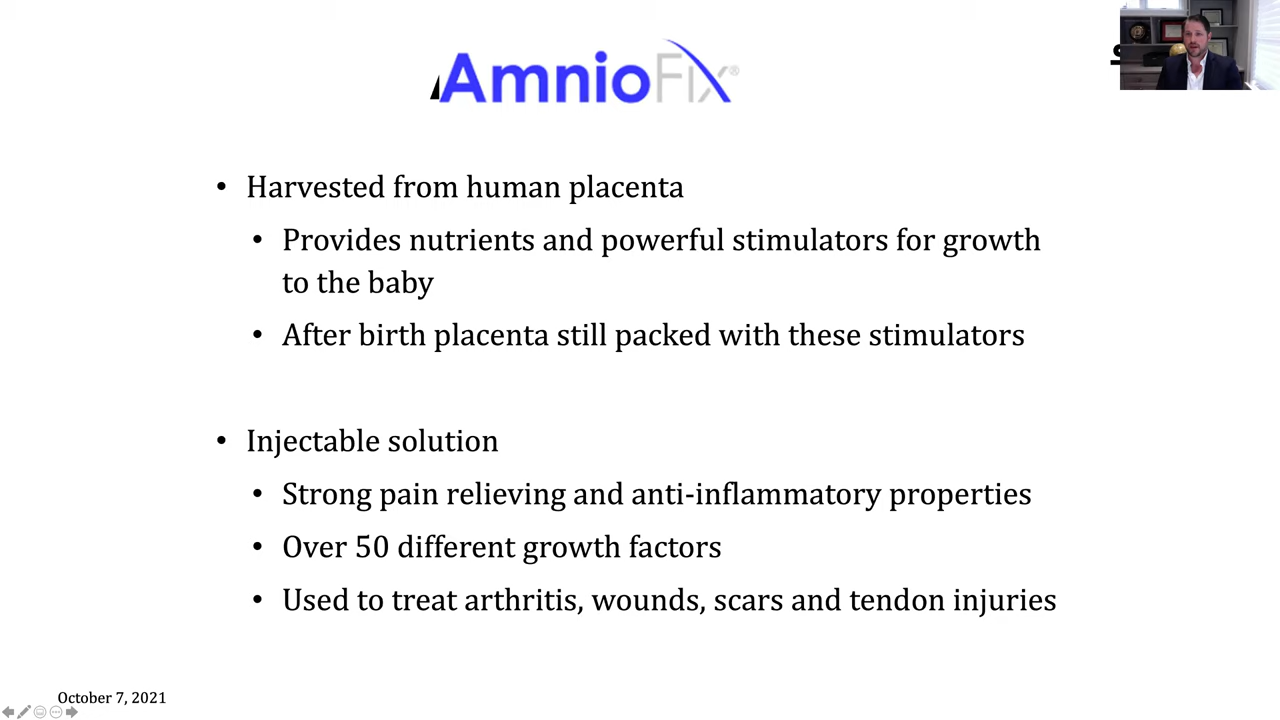 AmnioFix®
• Harvested from human placenta
• Provides nutrients and powerful stimulators for growth
to the baby
• After birth placenta still packed with these stimulators
• Injectable solution
• Strong pain relieving and anti-inflammatory properties
• Over 50 different growth factors
• Used to treat arthritis, wounds, scars and tendon injuries
October 7, 2021